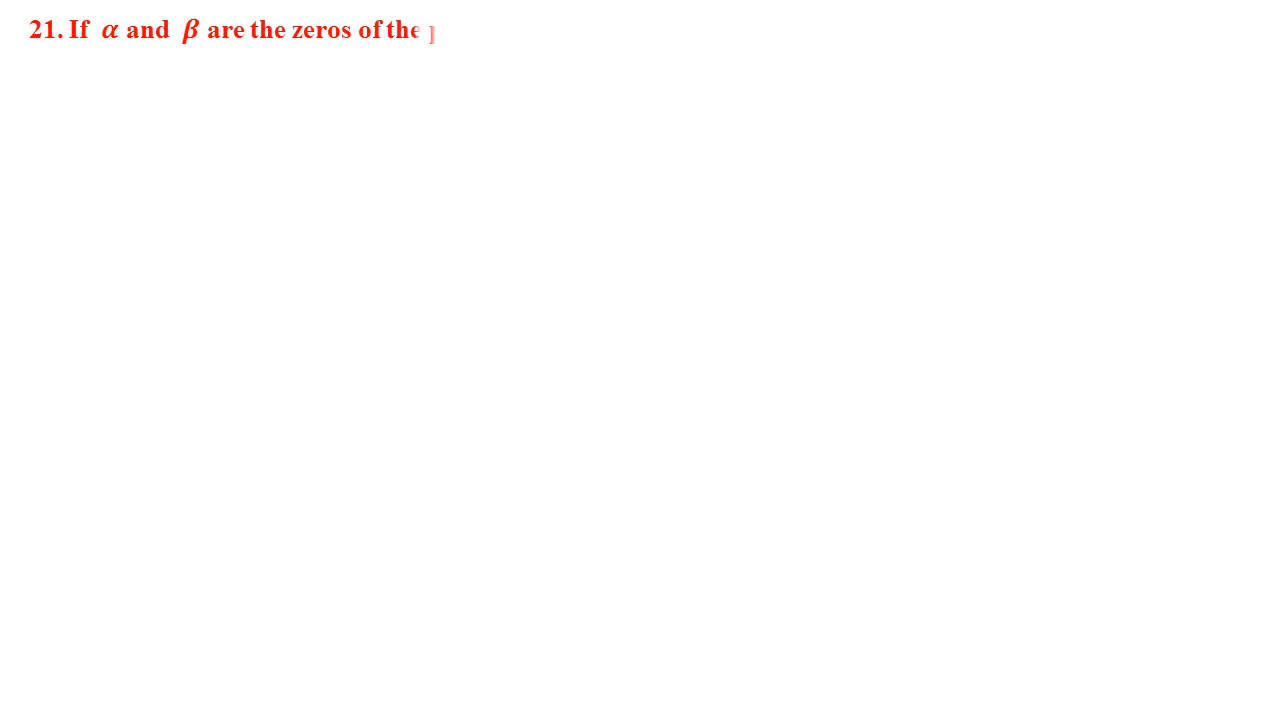 21. If α and β are the zeros of the